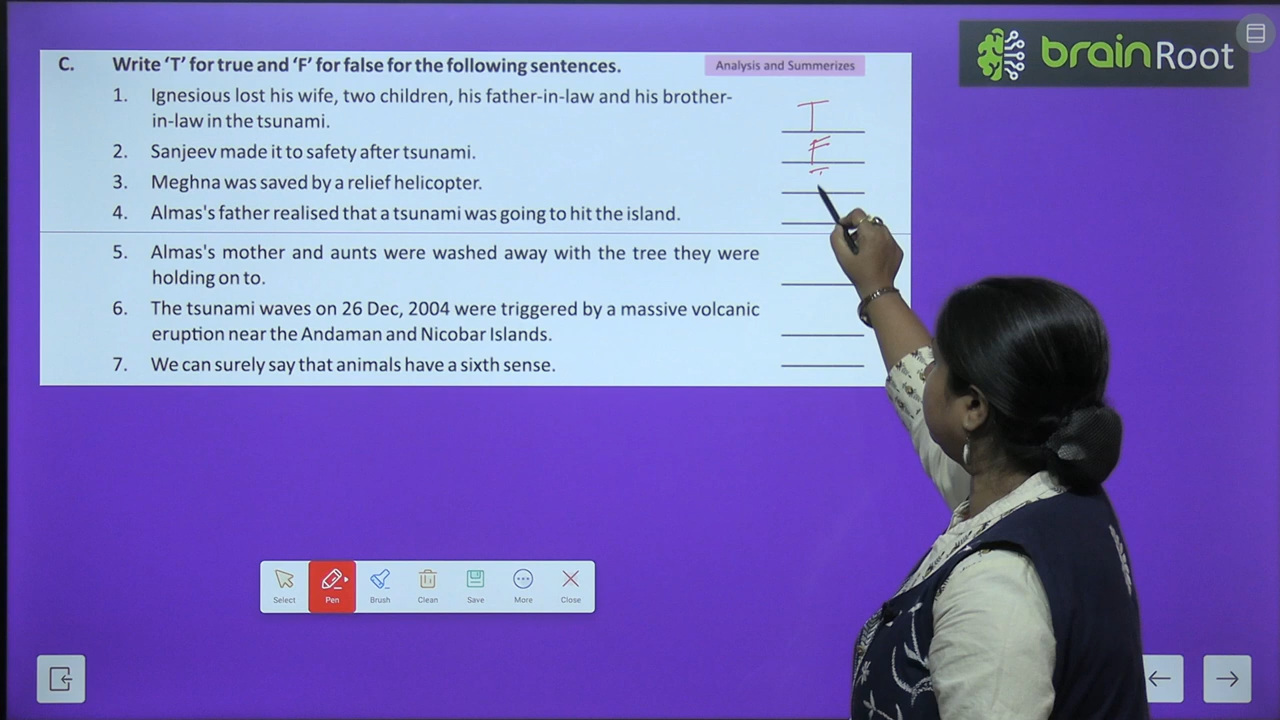 brainRoot
C. Write 'T' for true and 'F' for false for the following sentences. Analysis and Summerizes
1. Ignesious lost his wife, two children, his father-in-law and his brother-
in-law in the tsunami. T
2. Sanjeev made it to safety after tsunami. F
3. Meghna was saved by a relief helicopter.
4. Almas's father realised that a tsunami was going to hit the island.
5. Almas's mother and aunts were washed away with the tree they were
holding on to.
6. The tsunami waves on 26 Dec, 2004 were triggered by a massive volcanic
eruption near the Andaman and Nicobar Islands.
7. We can surely say that animals have a sixth sense.
Select Pen Brush Clean Save More Close